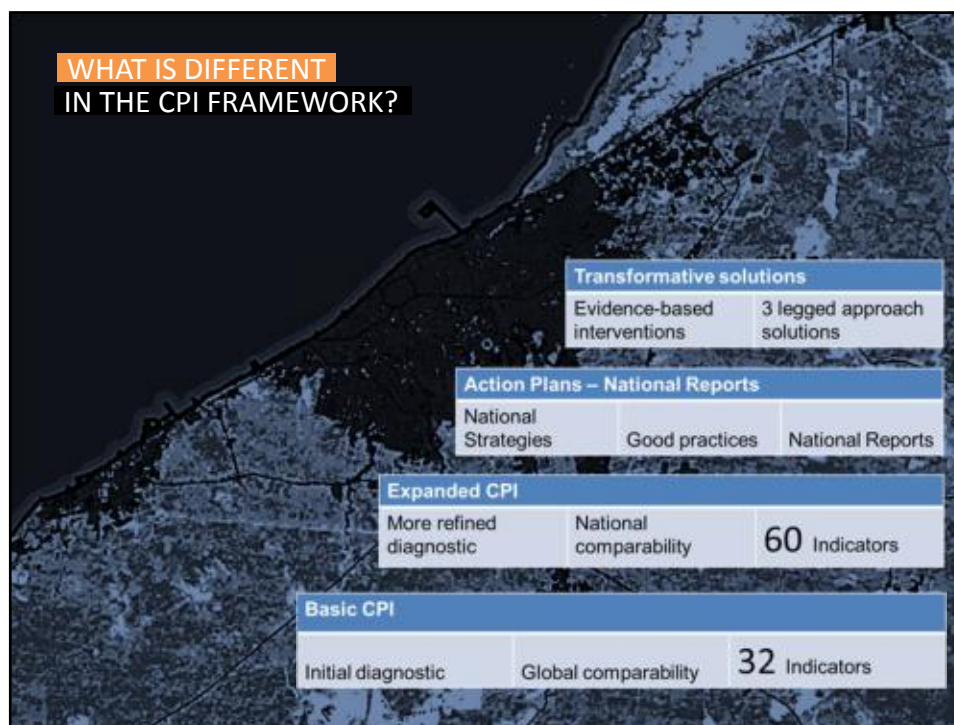 WHAT IS DIFFERENT
IN THE CPI FRAMEWORK?
Transformative solutions
Evidence-based interventions
3 legged approach solutions
Action Plans – National Reports
National Strategies
Good practices
National Reports
Expanded CPI
More refined diagnostic
National comparability
60 Indicators
Basic CPI
Initial diagnostic
Global comparability
32 Indicators